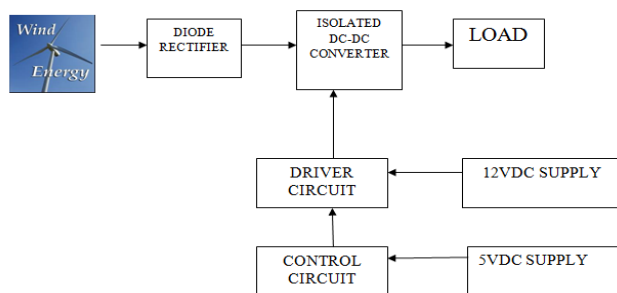 Wind
Energy
DIODE
RECTIFIER
ISOLATED
DC-DC
CONVERTER
LOAD
DRIVER
CIRCUIT
12VDC SUPPLY
CONTROL
CIRCUIT
5VDC SUPPLY